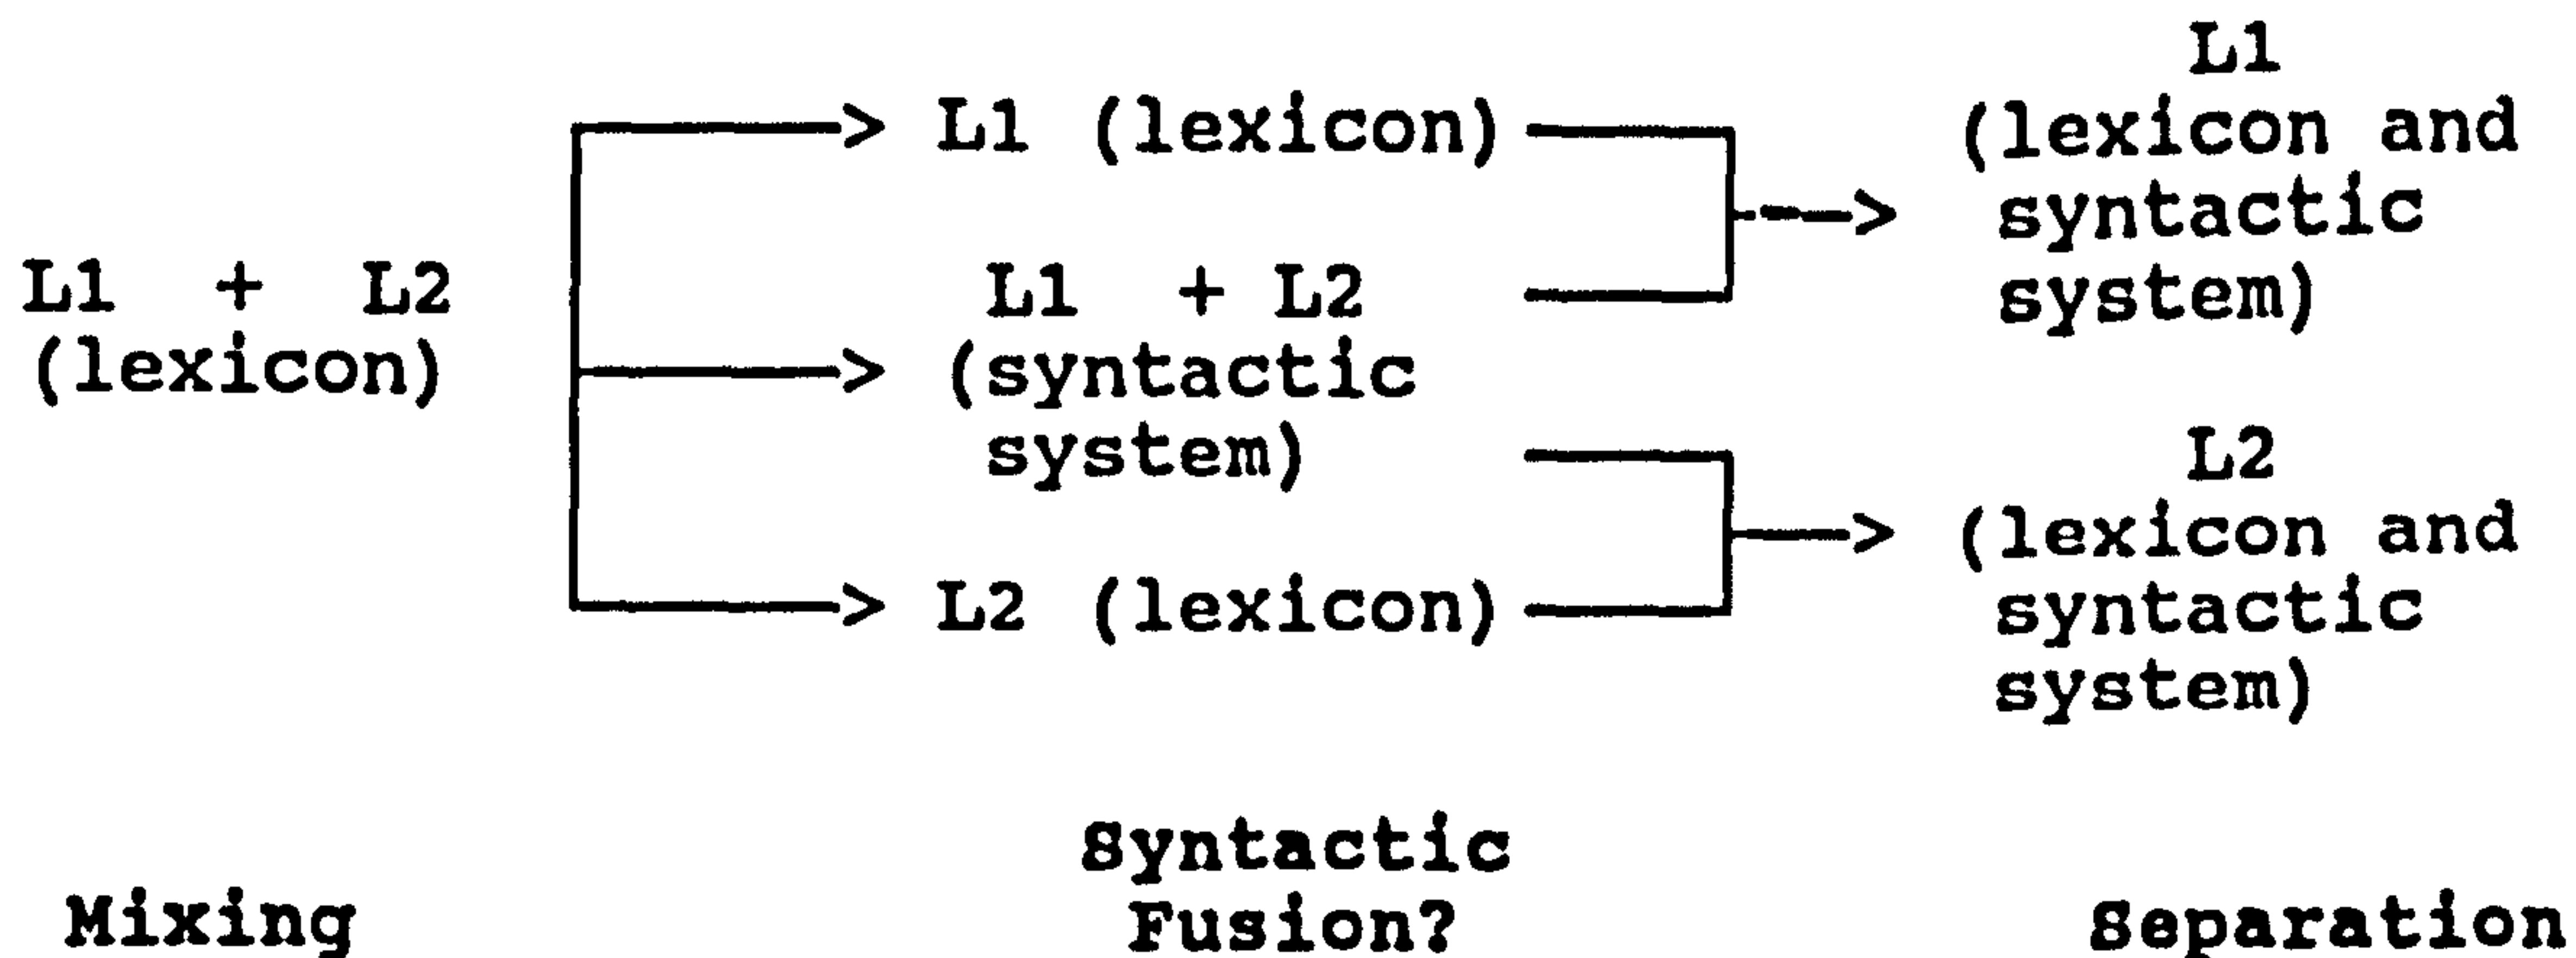 L1 + L2
(lexicon)
L1 (lexicon)
L1 + L2
(syntactic
system)
L2 (lexicon)
L1
(lexicon and
syntactic
system)
L2
(lexicon and
syntactic
system)
Mixing
Syntactic
Fusion?
Separation